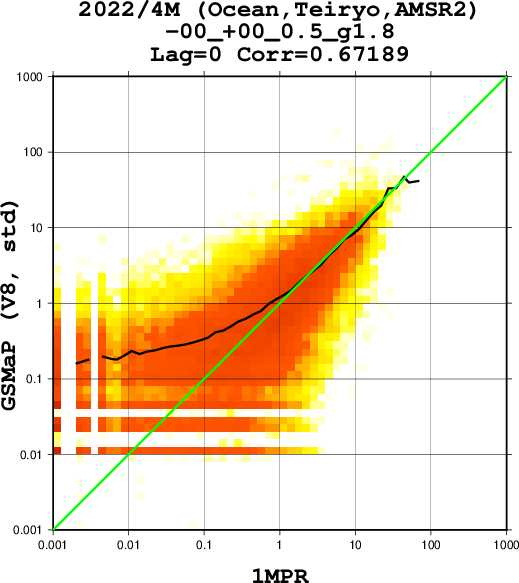 2022/4M (Ocean,Teiryo,AMSR2)
-00_+00_0.5_g1.8
Lag=0 Corr=0.67189
1000
100
10
1
0.1
0.01
0.001
GSMaP (V8, std)
0.001 0.01 0.1 1 10 100 1000
1MPR